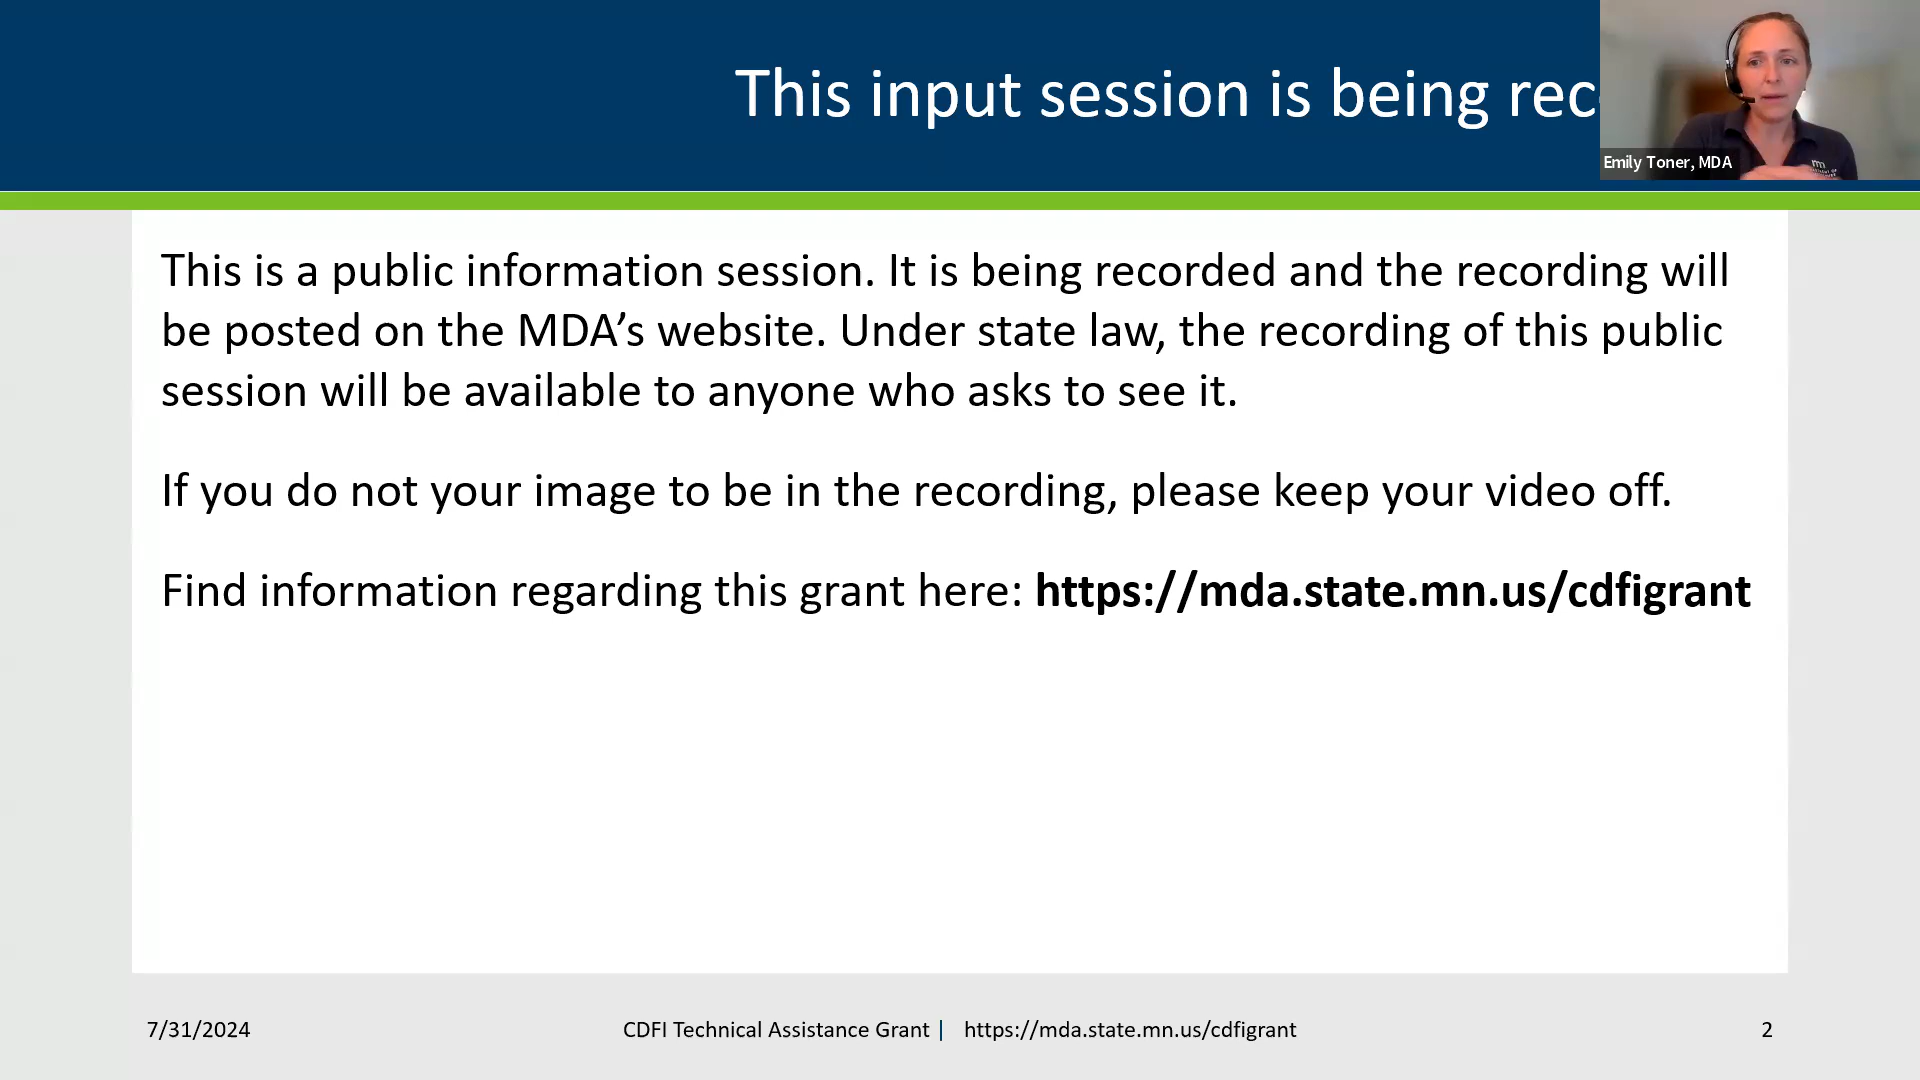 This input session is being rec
Emily Toner, MDA
This is a public information session. It is being recorded and the recording will
be posted on the MDA’s website. Under state law, the recording of this public
session will be available to anyone who asks to see it.
If you do not your image to be in the recording, please keep your video off.
Find information regarding this grant here: https://mda.state.mn.us/cdfigrant
7/31/2024
CDFI Technical Assistance Grant | https://mda.state.mn.us/cdfigrant
2